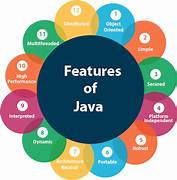 Features
of
Java
1
Object
Oriented
2
Simple
3
Secured
4
Platform
Independent
5
Robust
6
Portable
7
Architecture
Neutral
8
Dynamic
9
Interpreted
10
High
Performance
11
Multithreaded
12
Distributed